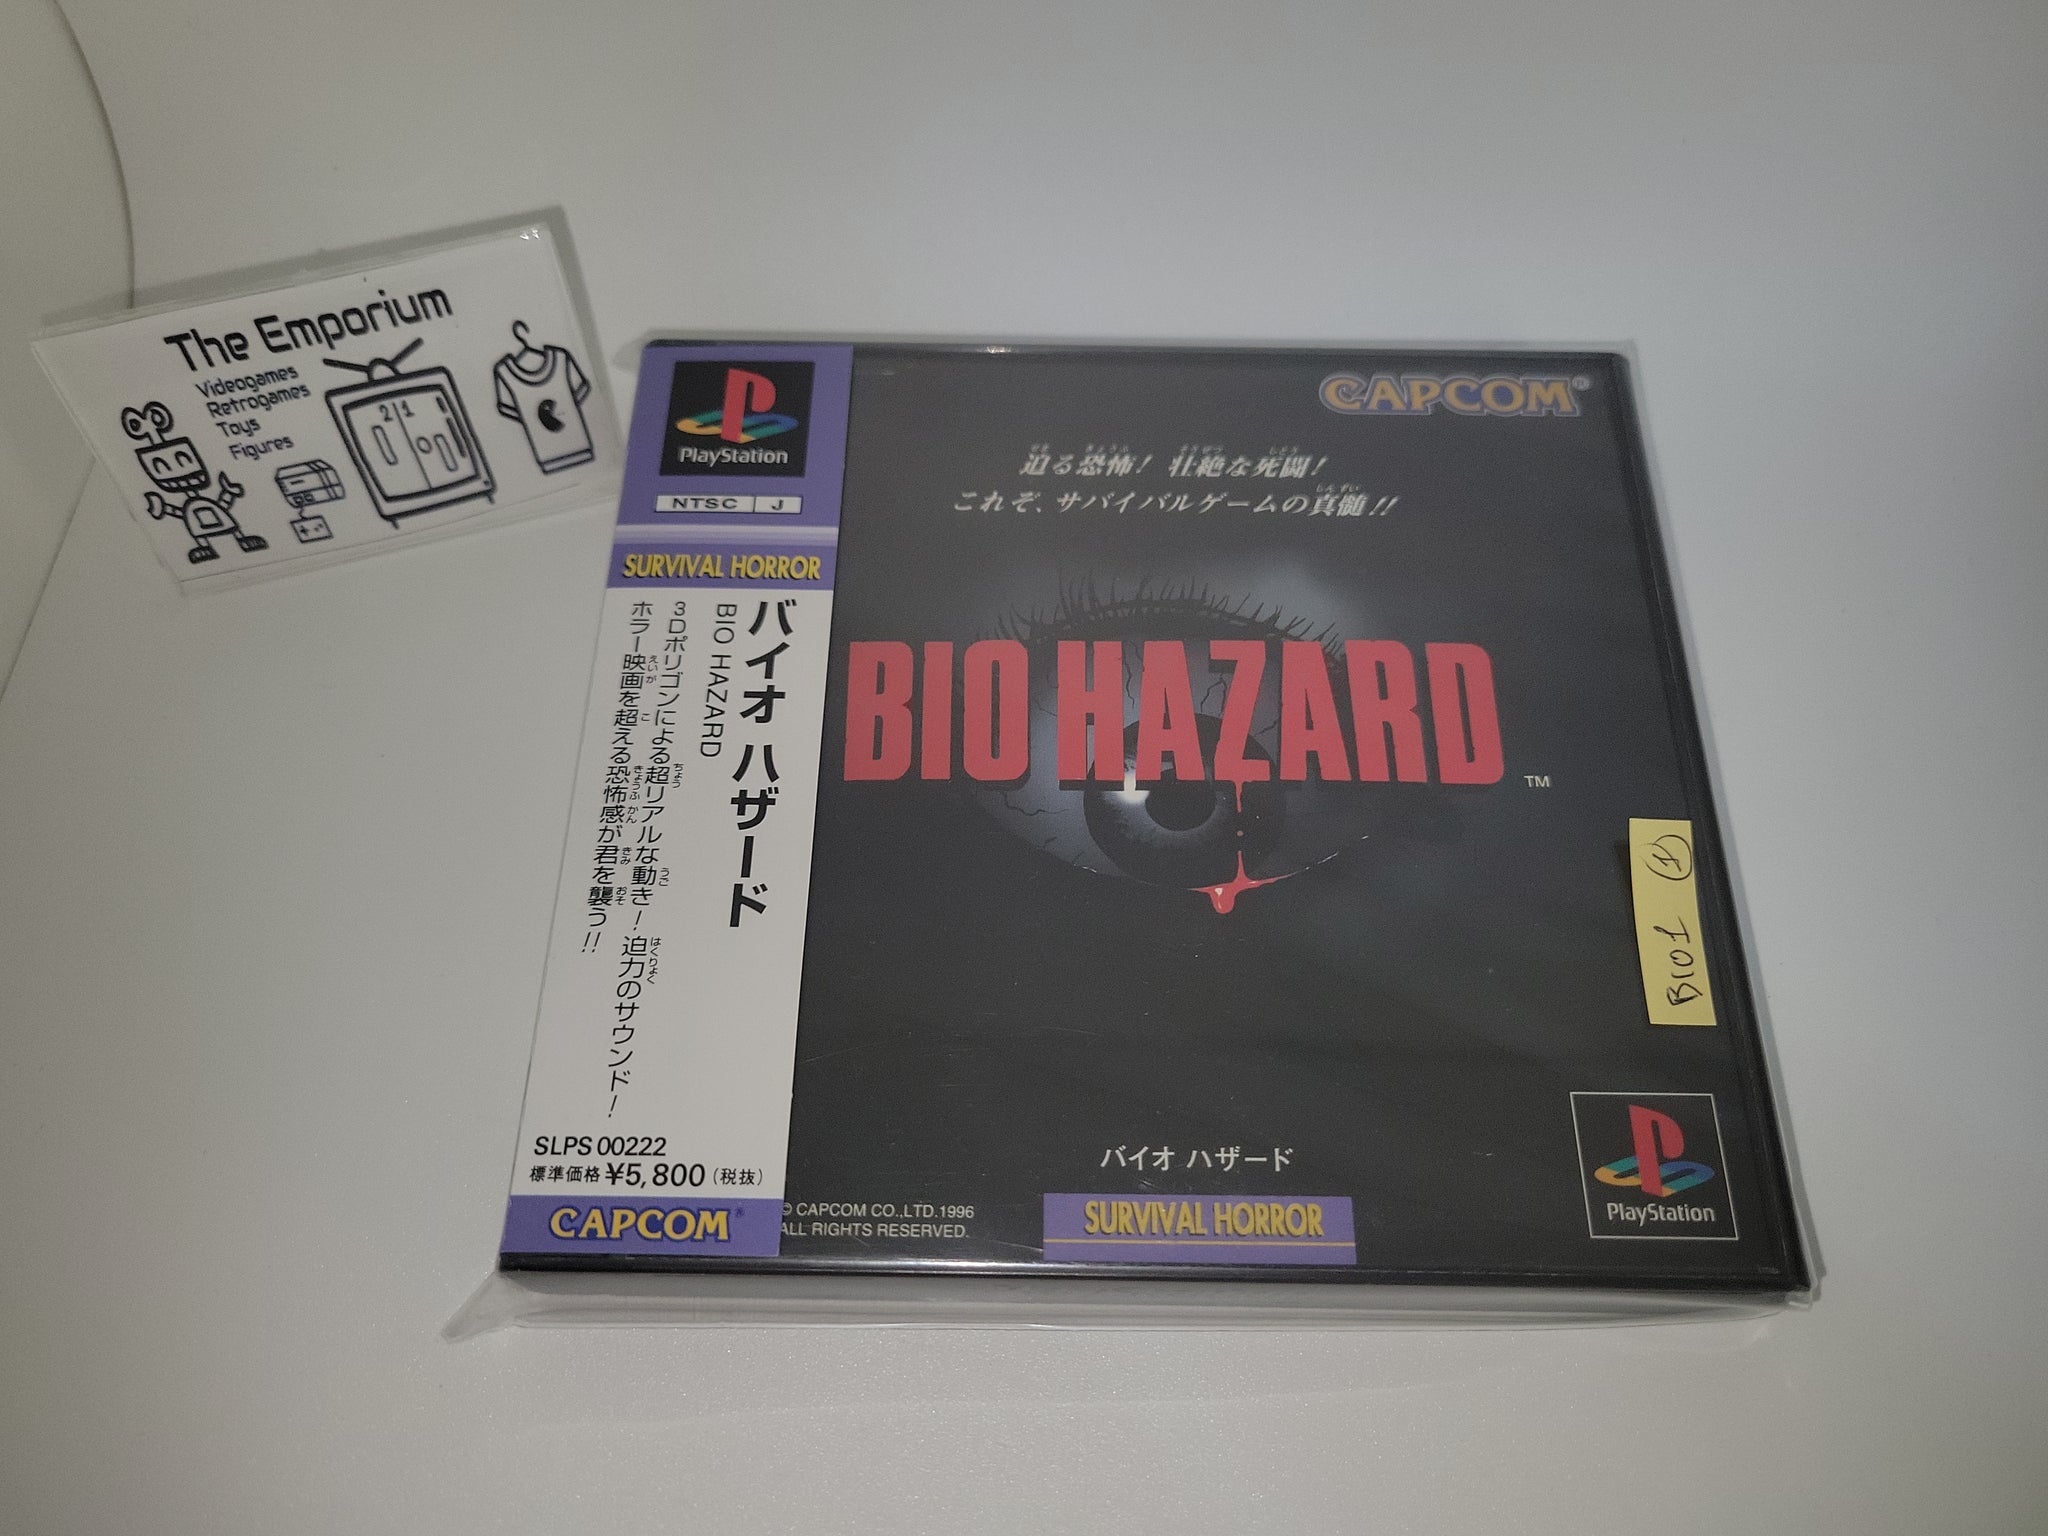 The Emporium
Videogames
Retrogames
Toys
Figures
2|1
PlayStation
NTSC J
SURVIVAL HORROR
バイオ ハザード
BIO HAZARD
3Dポリゴンによる超リアルな動き!迫力のサウンド!
ホラー映画を超える恐怖感が君を襲う!!
SLPS 00222
標準価格¥5,800(税抜)
CAPCOM®
CAPCOM®
迫る恐怖! 壮絶な死闘!
これぞ、サバイバルゲームの真髄!!
BIO HAZARD™
BIO1 ①
バイオ ハザード
© CAPCOM CO.,LTD.1996
ALL RIGHTS RESERVED.
SURVIVAL HORROR
PlayStation